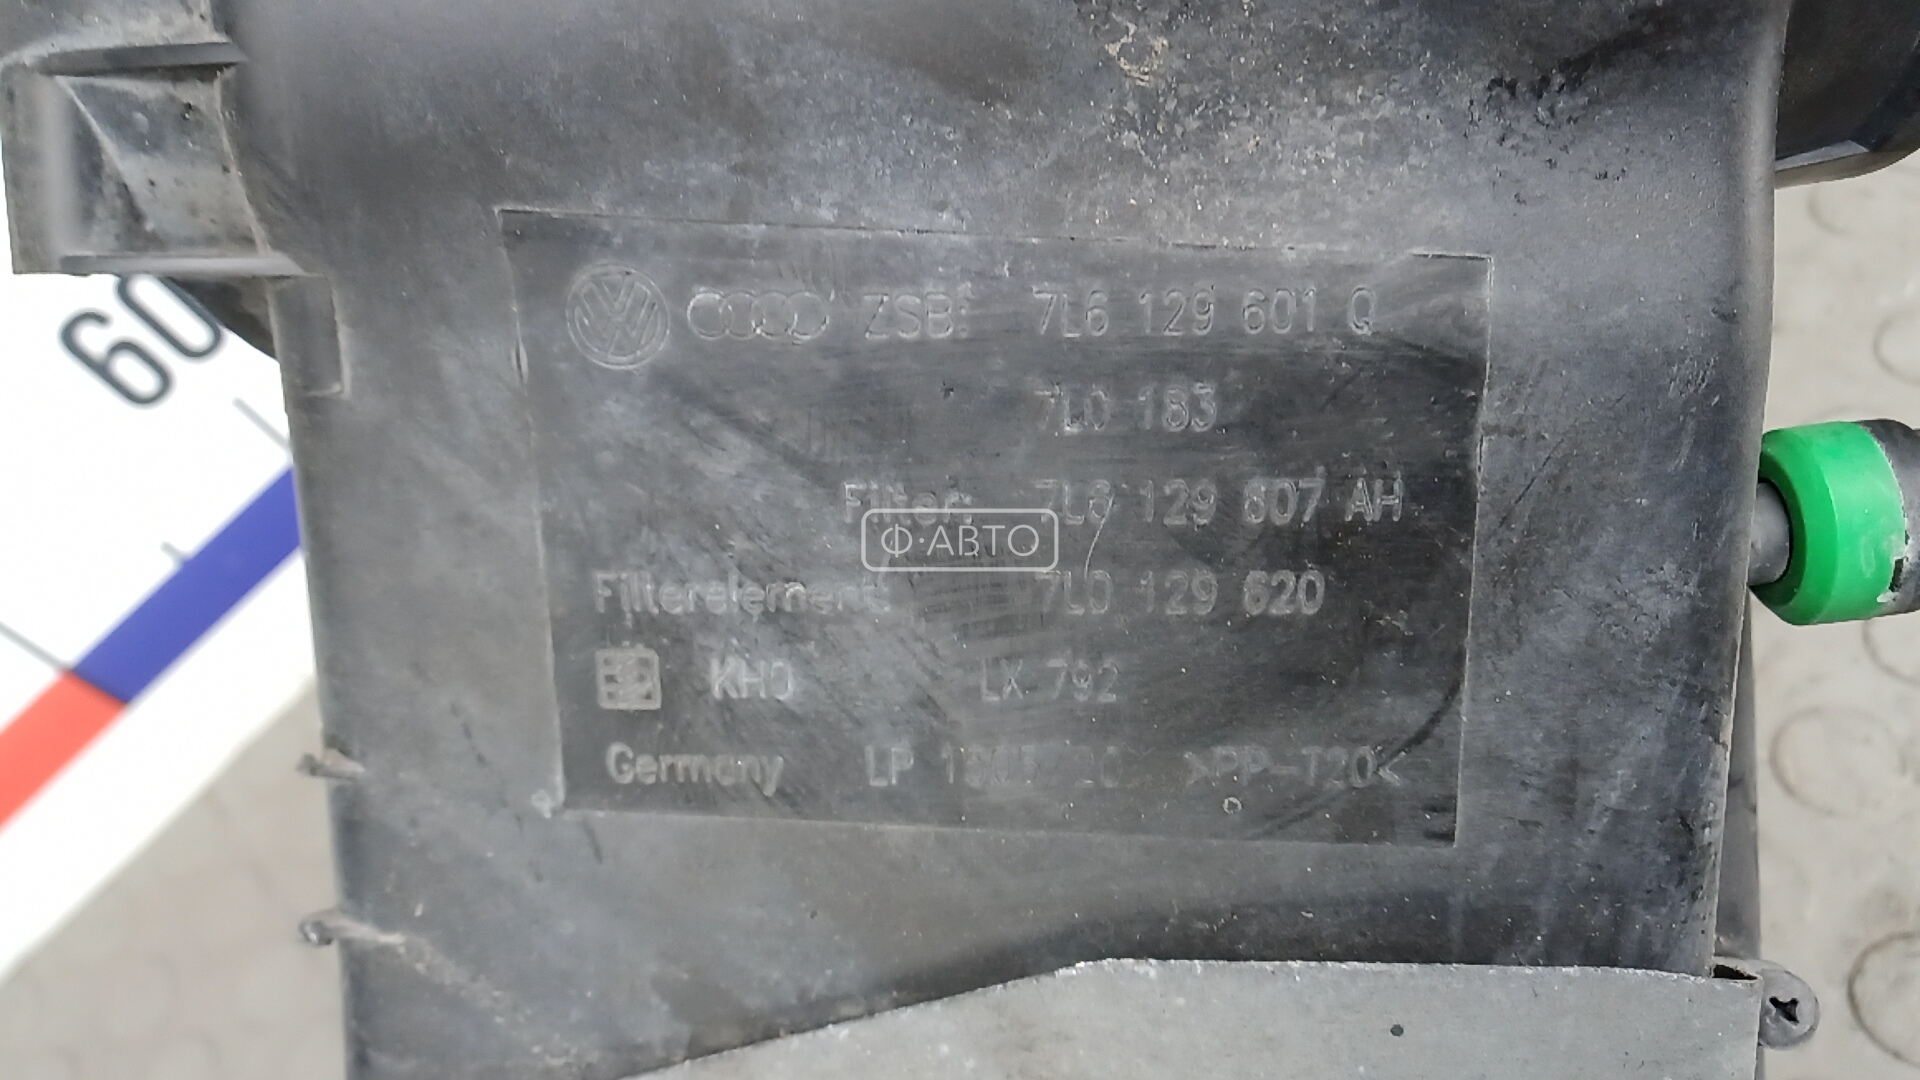 ZSB: 7L6 129 601 Q
7L0 183
Filter: 7L6 129 607 AH
Ф·АВТО
Filterelement: 7L0 129 620
KHO LX 792
Germany LP >PP-T20<
60